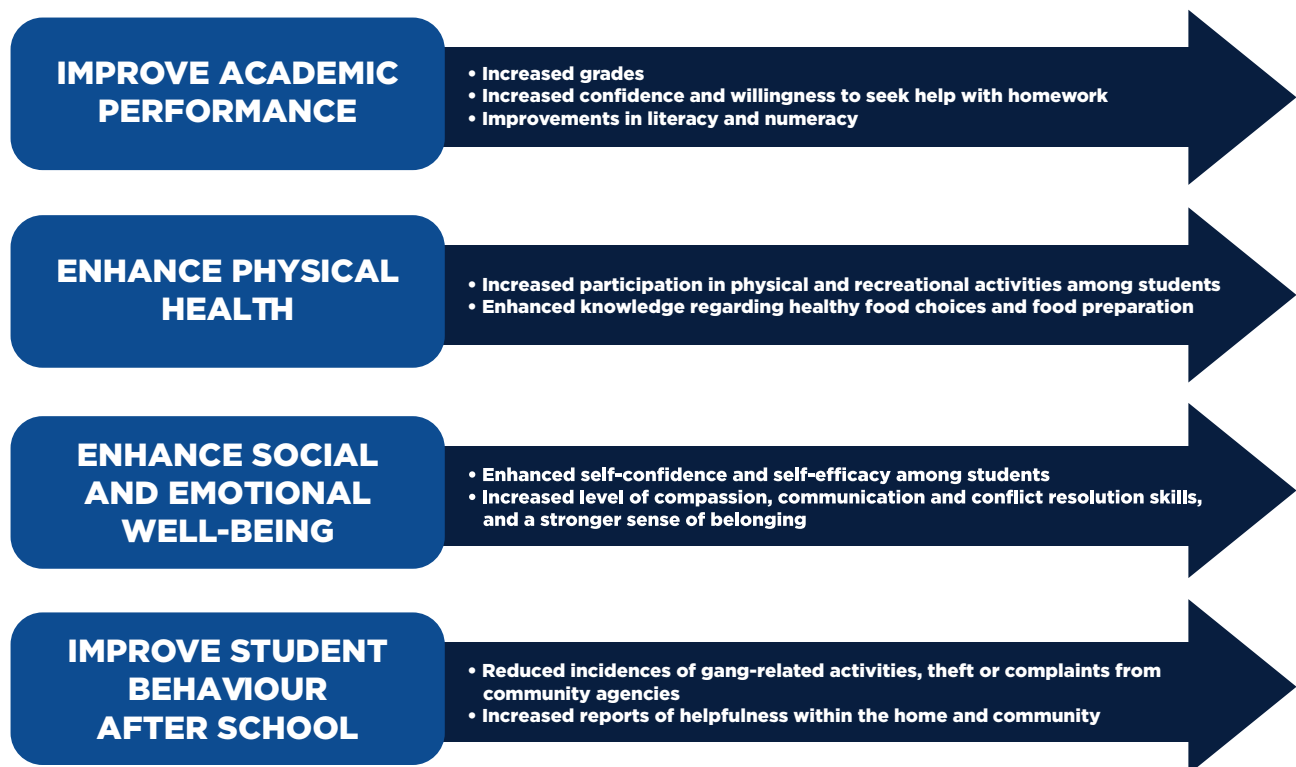 IMPROVE ACADEMIC
PERFORMANCE
• Increased grades
• Increased confidence and willingness to seek help with homework
• Improvements in literacy and numeracy
ENHANCE PHYSICAL
HEALTH
• Increased participation in physical and recreational activities among students
• Enhanced knowledge regarding healthy food choices and food preparation
ENHANCE SOCIAL
AND EMOTIONAL
WELL-BEING
• Enhanced self-confidence and self-efficacy among students
• Increased level of compassion, communication and conflict resolution skills,
and a stronger sense of belonging
IMPROVE STUDENT
BEHAVIOUR
AFTER SCHOOL
• Reduced incidences of gang-related activities, theft or complaints from
community agencies
• Increased reports of helpfulness within the home and community